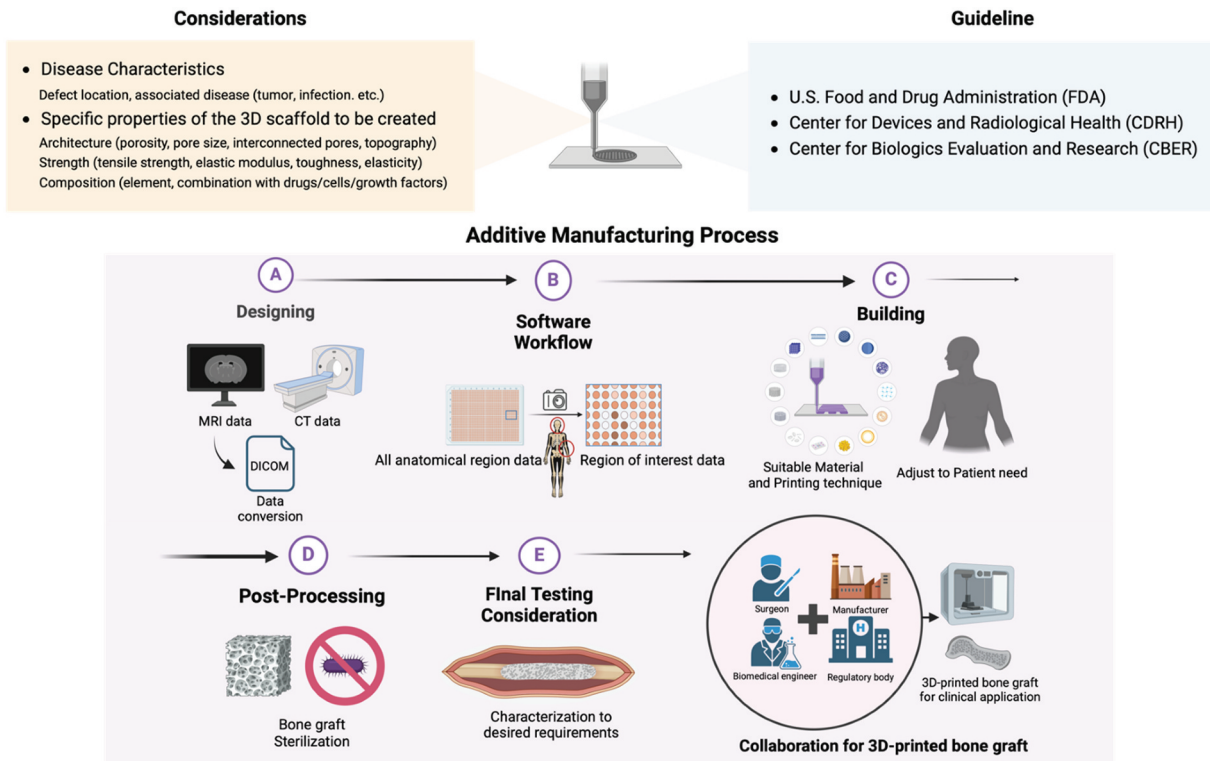 Considerations
Guideline
• Disease Characteristics
Defect location, associated disease (tumor, infection. etc.)
• Specific properties of the 3D scaffold to be created
Architecture (porosity, pore size, interconnected pores, topography)
Strength (tensile strength, elastic modulus, toughness, elasticity)
Composition (element, combination with drugs/cells/growth factors)
• U.S. Food and Drug Administration (FDA)
• Center for Devices and Radiological Health (CDRH)
• Center for Biologics Evaluation and Research (CBER)
Additive Manufacturing Process
A
Designing
MRI data
CT data
DICOM
Data
conversion
B
Software
Workflow
All anatomical region data
Region of interest data
C
Building
Suitable Material
and Printing technique
Adjust to Patient need
D
Post-Processing
Bone graft
Sterilization
E
FInal Testing
Consideration
Characterization to
desired requirements
Surgeon
Manufacturer
H
Biomedical engineer
Regulatory body
Collaboration for 3D-printed bone graft
3D-printed bone graft
for clinical application